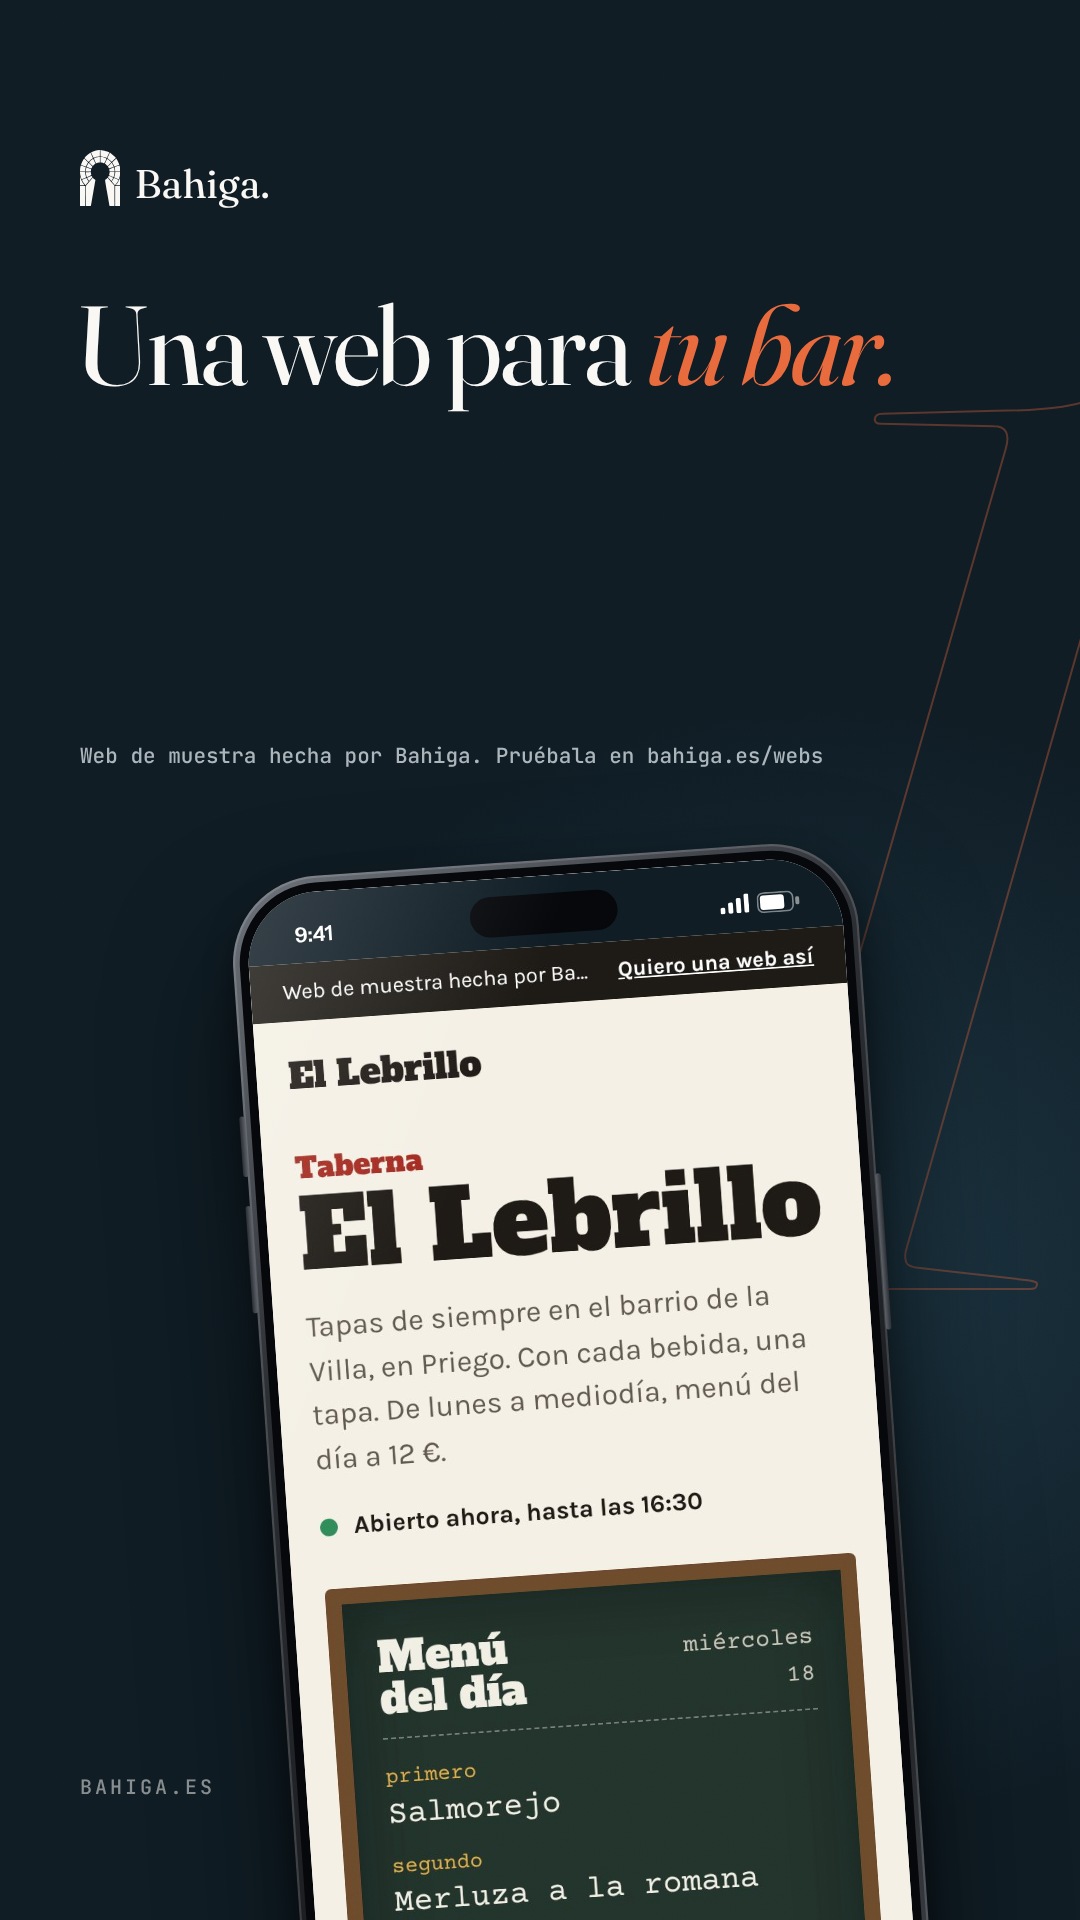 Bahiga.
Una web para tu bar.
Web de muestra hecha por Bahiga. Pruébala en bahiga.es/webs
9:41
Web de muestra hecha por Ba… Quiero una web así
El Lebrillo
Taberna
El Lebrillo
Tapas de siempre en el barrio de la
Villa, en Priego. Con cada bebida, una
tapa. De lunes a mediodía, menú del
día a 12 €.
Abierto ahora, hasta las 16:30
Menú
del día
miércoles
18
primero
Salmorejo
segundo
Merluza a la romana
BAHIGA.ES